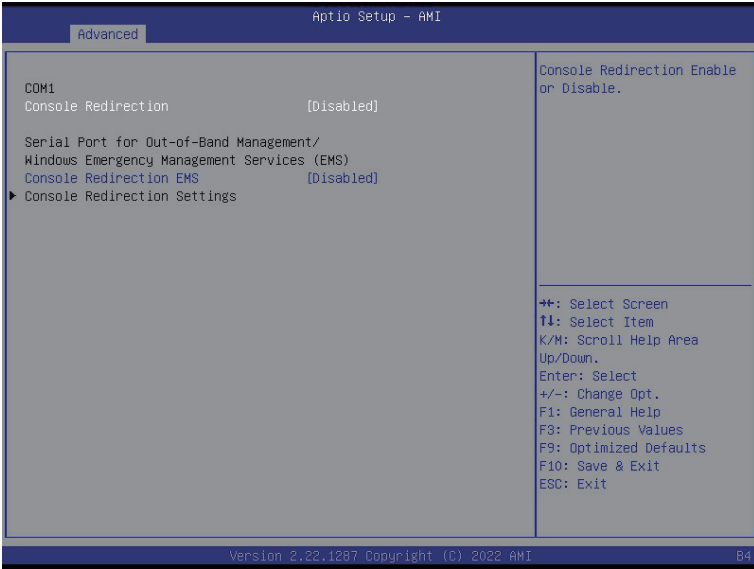 Aptio Setup – AMI
Advanced
COM1
Console Redirection [Disabled]
Serial Port for Out-of-Band Management/
Windows Emergency Management Services (EMS)
Console Redirection EMS [Disabled]
▶ Console Redirection Settings
Console Redirection Enable
or Disable.
→←: Select Screen
↑↓: Select Item
K/M: Scroll Help Area
Up/Down.
Enter: Select
+/-: Change Opt.
F1: General Help
F3: Previous Values
F9: Optimized Defaults
F10: Save & Exit
ESC: Exit
Version 2.22.1287 Copyright (C) 2022 AMI
B4